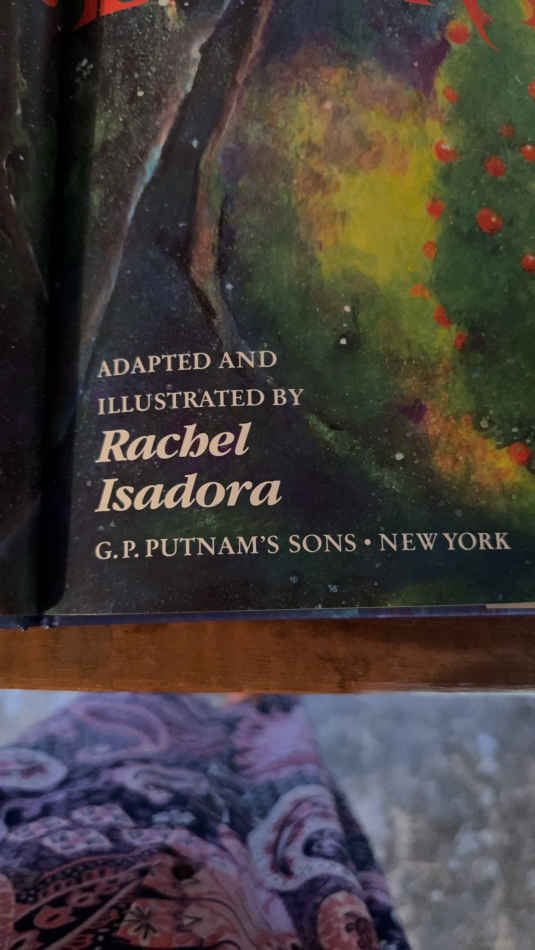 ADAPTED AND
ILLUSTRATED BY
Rachel
Isadora
G. P. PUTNAM'S SONS • NEW YORK